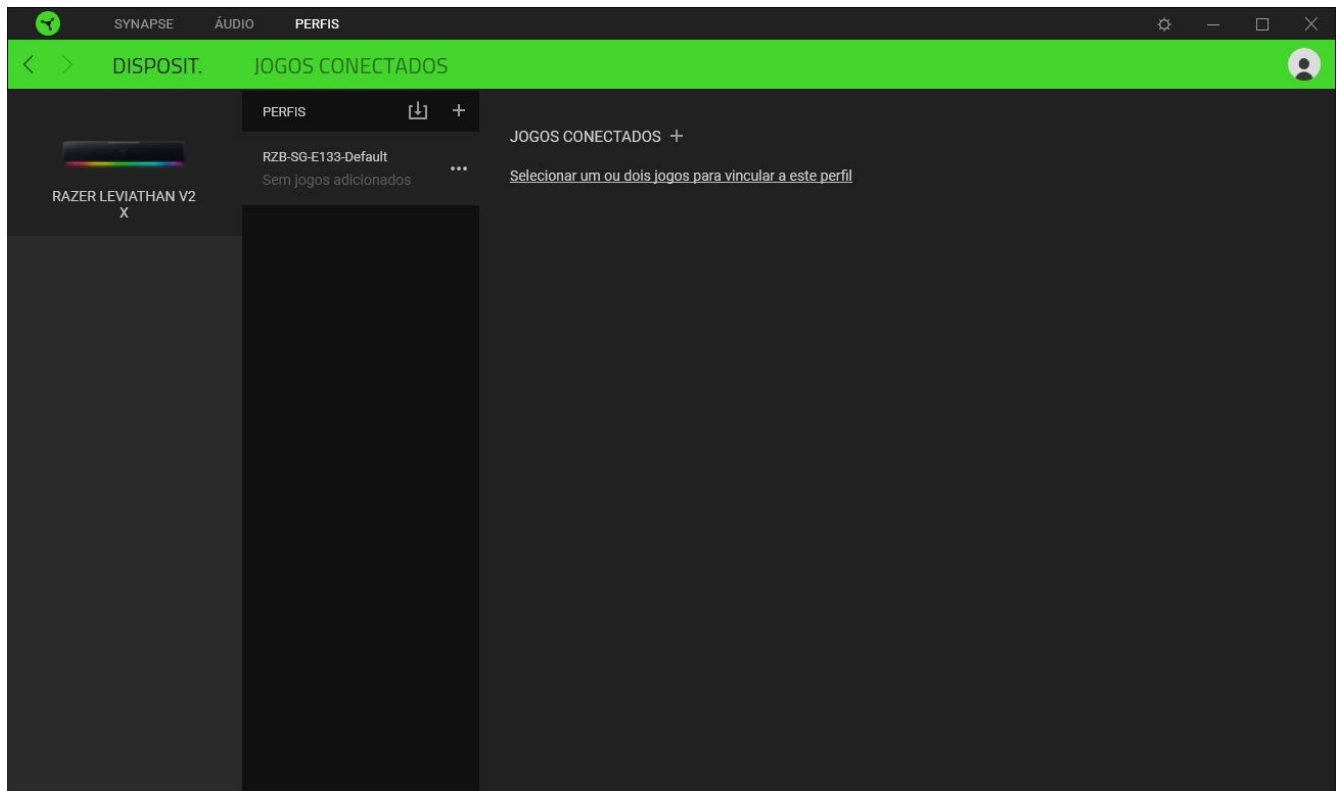 SYNAPSE ÁUDIO PERFIS
DISPOSIT. JOGOS CONECTADOS
RAZER LEVIATHAN V2
X
PERFIS
RZB-SG-E133-Default
Sem jogos adicionados
JOGOS CONECTADOS
Selecionar um ou dois jogos para vincular a este perfil